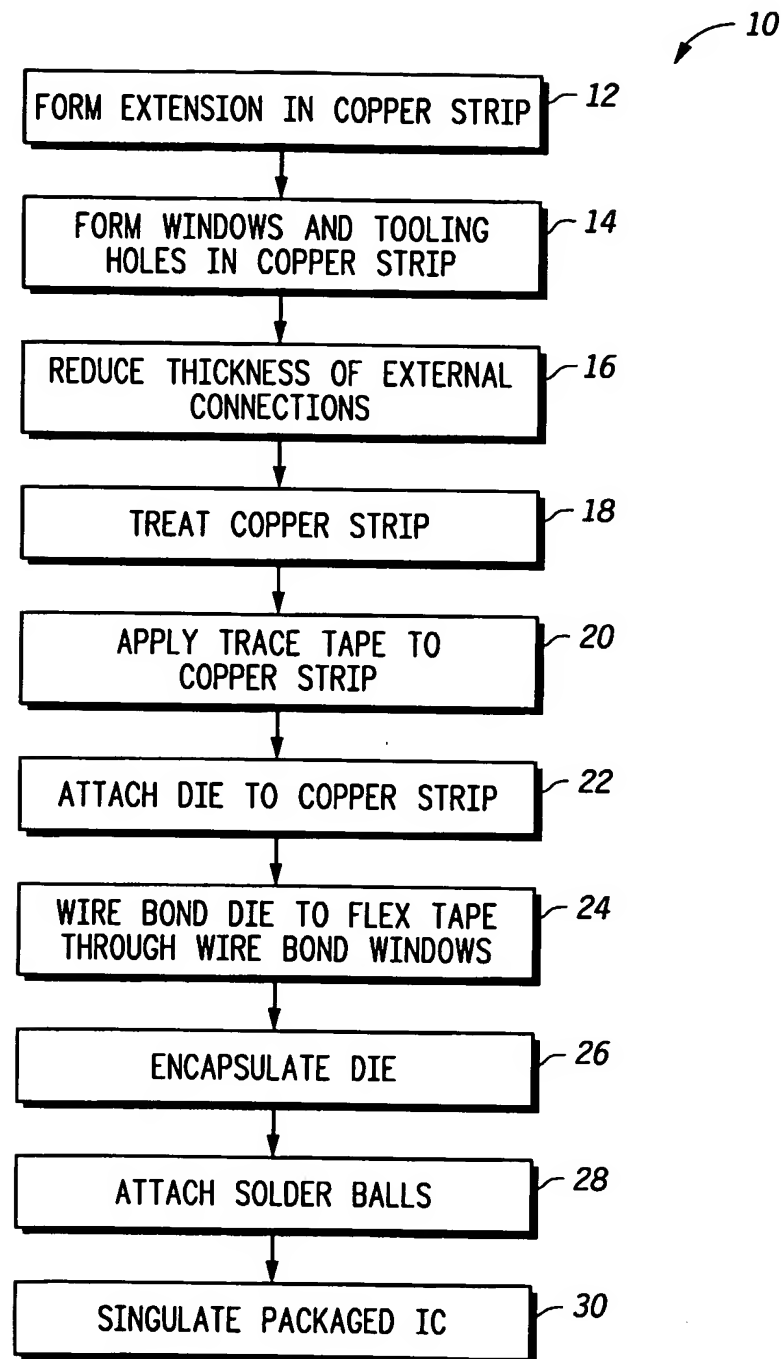 10
FORM EXTENSION IN COPPER STRIP
12
FORM WINDOWS AND TOOLING
HOLES IN COPPER STRIP
14
REDUCE THICKNESS OF EXTERNAL
CONNECTIONS
16
TREAT COPPER STRIP
18
APPLY TRACE TAPE TO
COPPER STRIP
20
ATTACH DIE TO COPPER STRIP
22
WIRE BOND DIE TO FLEX TAPE
THROUGH WIRE BOND WINDOWS
24
ENCAPSULATE DIE
26
ATTACH SOLDER BALLS
28
SINGULATE PACKAGED IC
30